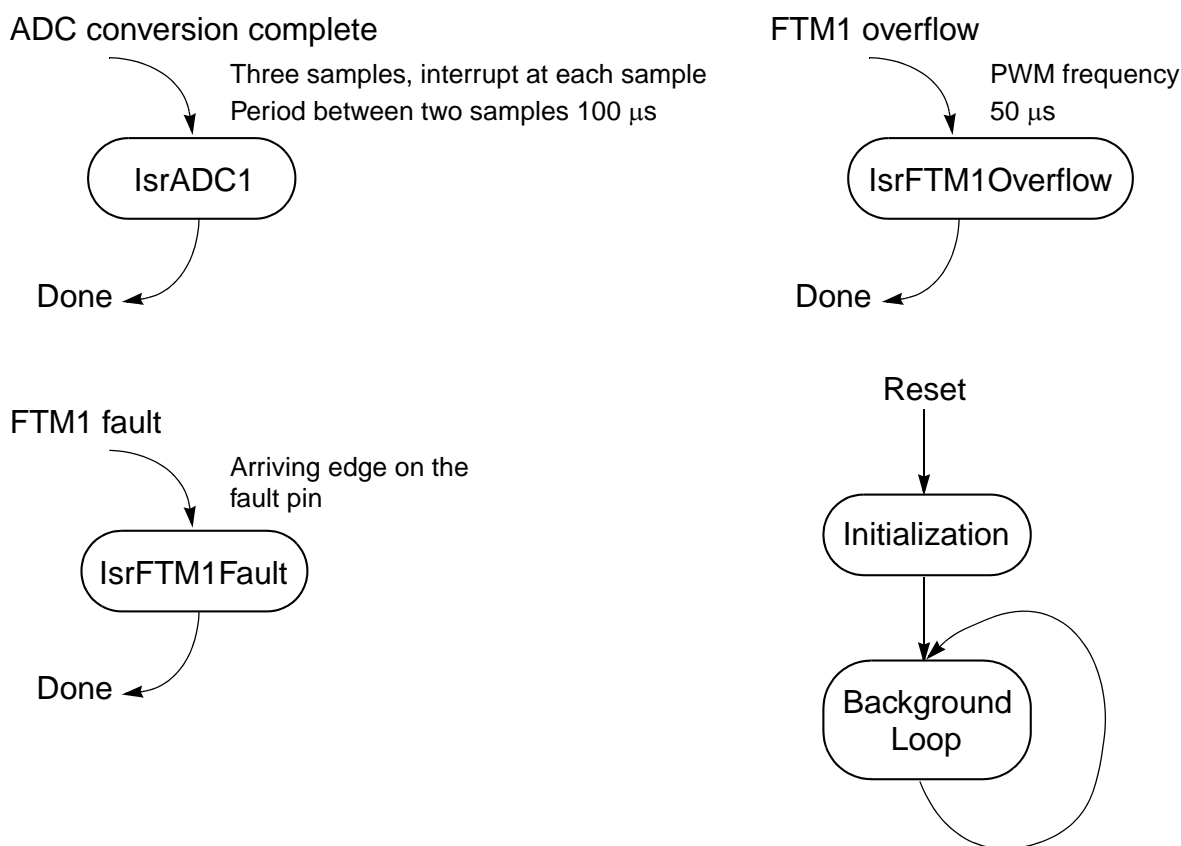 ADC conversion complete
Three samples, interrupt at each sample
Period between two samples 100 μs
IsrADC1
Done
FTM1 overflow
PWM frequency
50 μs
IsrFTM1Overflow
Done
FTM1 fault
Arriving edge on the
fault pin
IsrFTM1Fault
Done
Reset
Initialization
Background
Loop